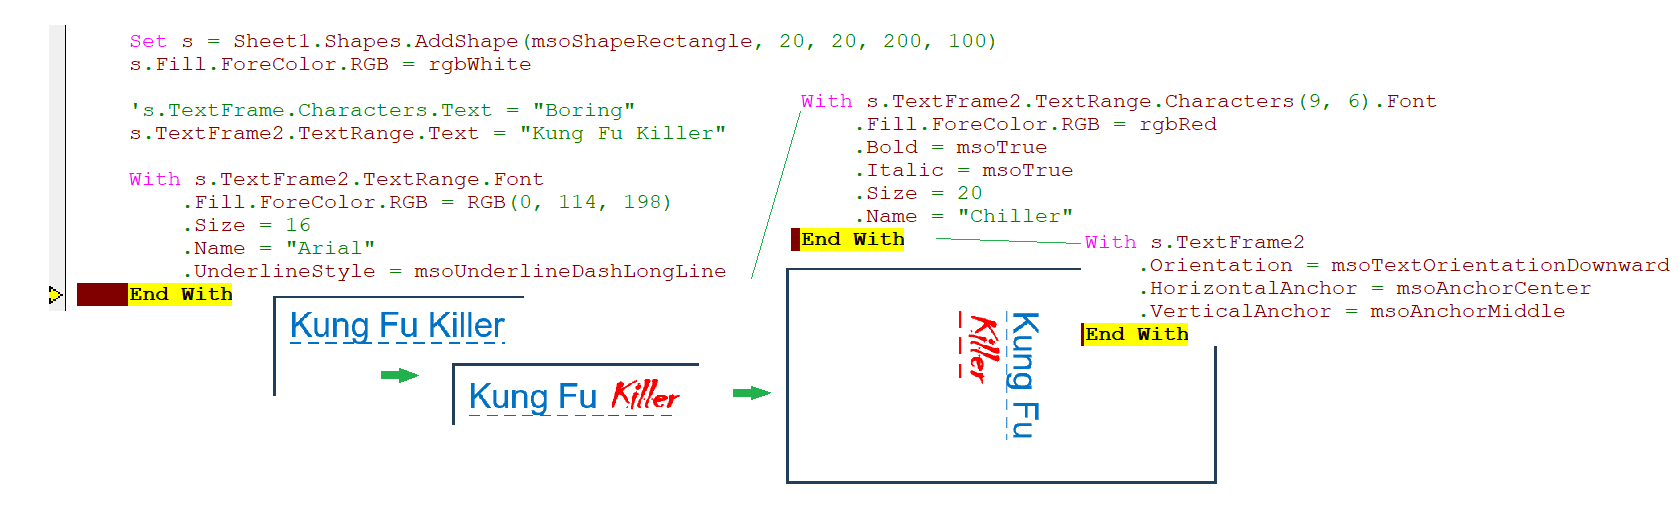 Set s = Sheet1.Shapes.AddShape(msoShapeRectangle, 20, 20, 200, 100)
s.Fill.ForeColor.RGB = rgbWhite
's.TextFrame.Characters.Text = "Boring"
s.TextFrame2.TextRange.Text = "Kung Fu Killer"
With s.TextFrame2.TextRange.Font
.Fill.ForeColor.RGB = RGB(0, 114, 198)
.Size = 16
.Name = "Arial"
.UnderlineStyle = msoUnderlineDashLongLine
End With
With s.TextFrame2.TextRange.Characters(9, 6).Font
.Fill.ForeColor.RGB = rgbRed
.Bold = msoTrue
.Italic = msoTrue
.Size = 20
.Name = "Chiller"
End With
With s.TextFrame2
.Orientation = msoTextOrientationDownward
.HorizontalAnchor = msoAnchorCenter
.VerticalAnchor = msoAnchorMiddle
End With
Kung Fu Killer
Kung Fu Killer
Kung Fu
Killer